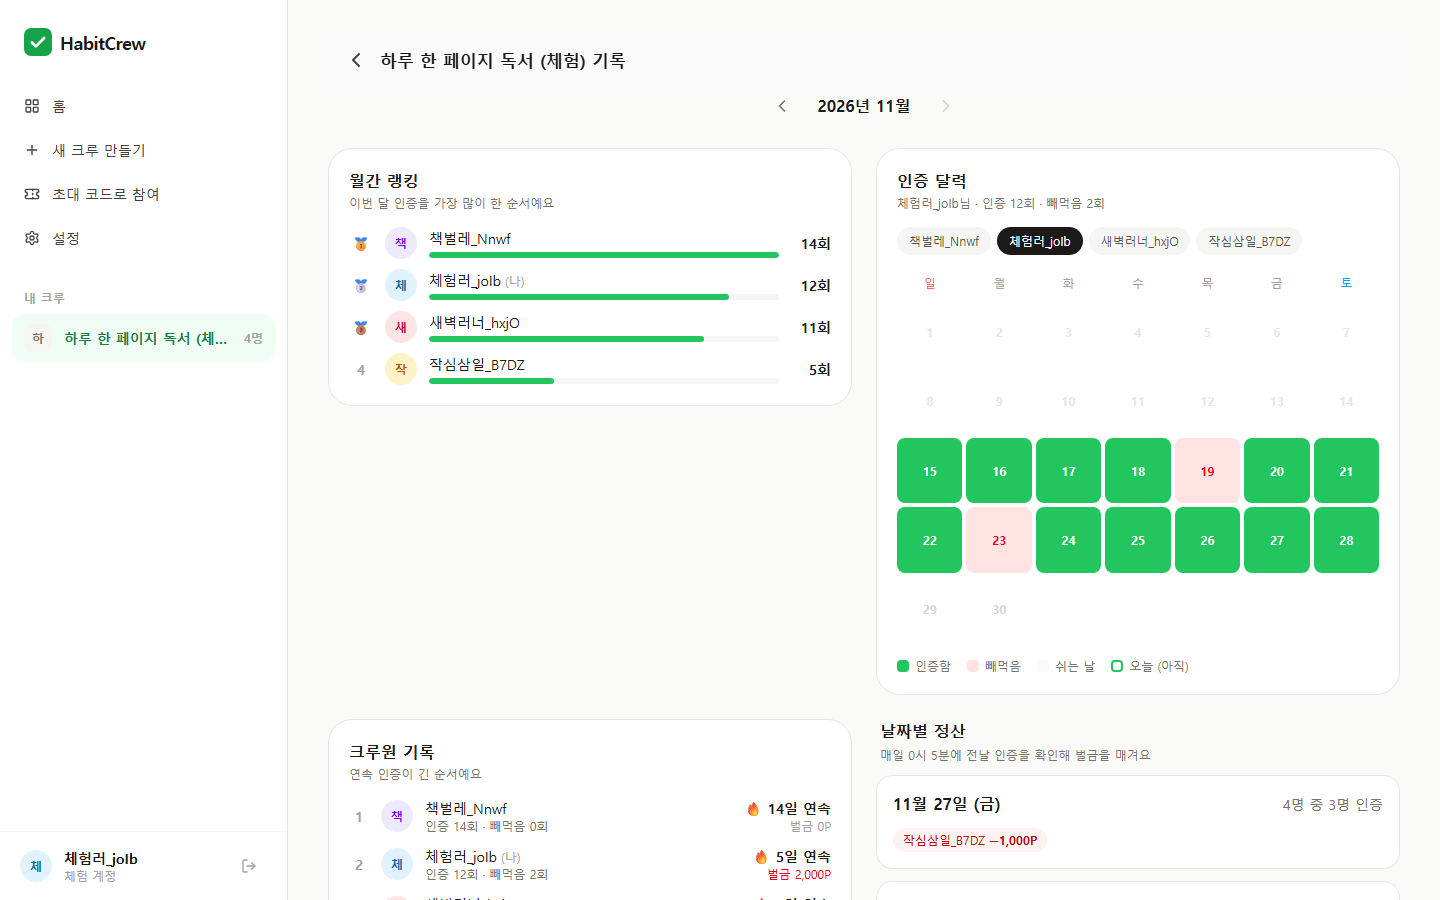 HabitCrew
홈
새 크루 만들기
초대 코드로 참여
설정
내 크루
하 하루 한 페이지 독서 (체... 4명
체 체험러_joIb
체험 계정
하루 한 페이지 독서 (체험) 기록
2026년 11월
월간 랭킹
이번 달 인증을 가장 많이 한 순서예요
책 책벌레_Nnwf 14회
체 체험러_joIb (나) 12회
새 새벽러너_hxjO 11회
4 작 작심삼일_B7DZ 5회
인증 달력
체험러_joIb님 · 인증 12회 · 빼먹음 2회
책벌레_Nnwf 체험러_joIb 새벽러너_hxjO 작심삼일_B7DZ
일 월 화 수 목 금 토
1 2 3 4 5 6 7
8 9 10 11 12 13 14
15 16 17 18 19 20 21
22 23 24 25 26 27 28
29 30
인증함 빼먹음 쉬는 날 오늘 (아직)
크루원 기록
연속 인증이 긴 순서예요
1 책 책벌레_Nnwf 14일 연속
인증 14회 · 빼먹음 0회 벌금 0P
2 체 체험러_joIb (나) 5일 연속
인증 12회 · 빼먹음 2회 벌금 2,000P
날짜별 정산
매일 0시 5분에 전날 인증을 확인해 벌금을 매겨요
11월 27일 (금) 4명 중 3명 인증
작심삼일_B7DZ −1,000P